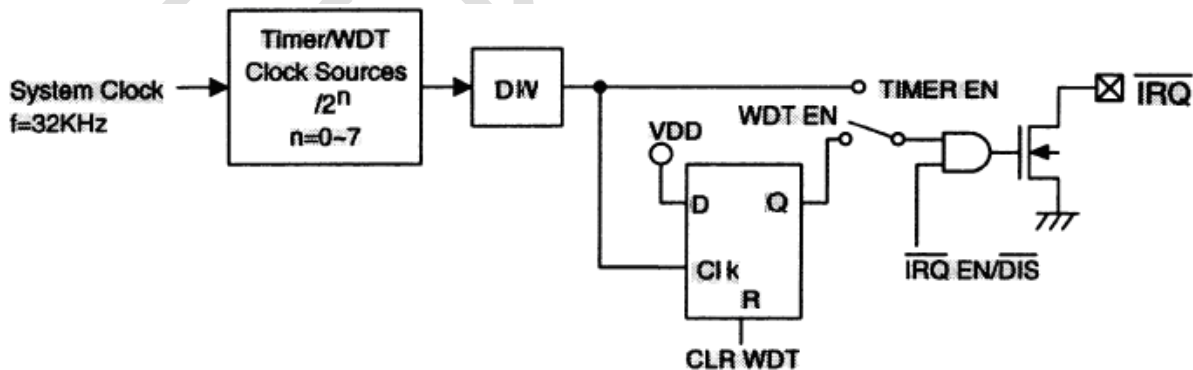 System Clock
f=32KHz
Timer/WDT
Clock Sources
/2ⁿ
n=0~7
DIV
TIMER EN
WDT EN
VDD
D
Q
Clk
R
CLR WDT
IRQ EN/DIS
IRQ